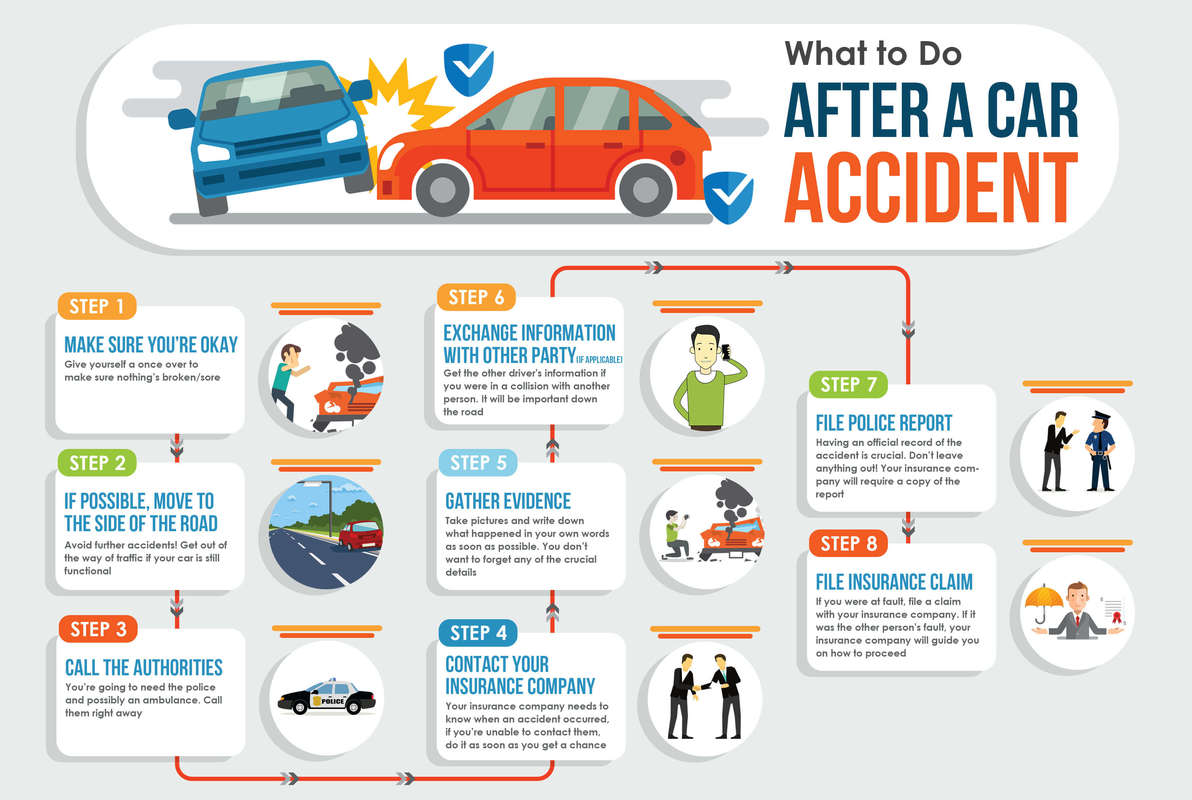 What to Do
AFTER A CAR
ACCIDENT
STEP 1
MAKE SURE YOU'RE OKAY
Give yourself a once over to
make sure nothing's broken/sore
STEP 2
IF POSSIBLE, MOVE TO
THE SIDE OF THE ROAD
Avoid further accidents! Get out of
the way of traffic if your car is still
functional
STEP 3
CALL THE AUTHORITIES
You're going to need the police
and possibly an ambulance. Call
them right away
POLICE
STEP 4
CONTACT YOUR
INSURANCE COMPANY
Your insurance company needs to
know when an accident occurred,
if you're unable to contact them,
do it as soon as you get a chance
STEP 5
GATHER EVIDENCE
Take pictures and write down
what happened in your own words
as soon as possible. You don't
want to forget any of the crucial
details
STEP 6
EXCHANGE INFORMATION
WITH OTHER PARTY (IF APPLICABLE)
Get the other driver's information if
you were in a collision with another
person. It will be important down
the road
STEP 7
FILE POLICE REPORT
Having an official record of the
accident is crucial. Don't leave
anything out! Your insurance com-
pany will require a copy of the
report
STEP 8
FILE INSURANCE CLAIM
If you were at fault, file a claim
with your insurance company. If it
was the other person's fault, your
insurance company will guide you
on how to proceed